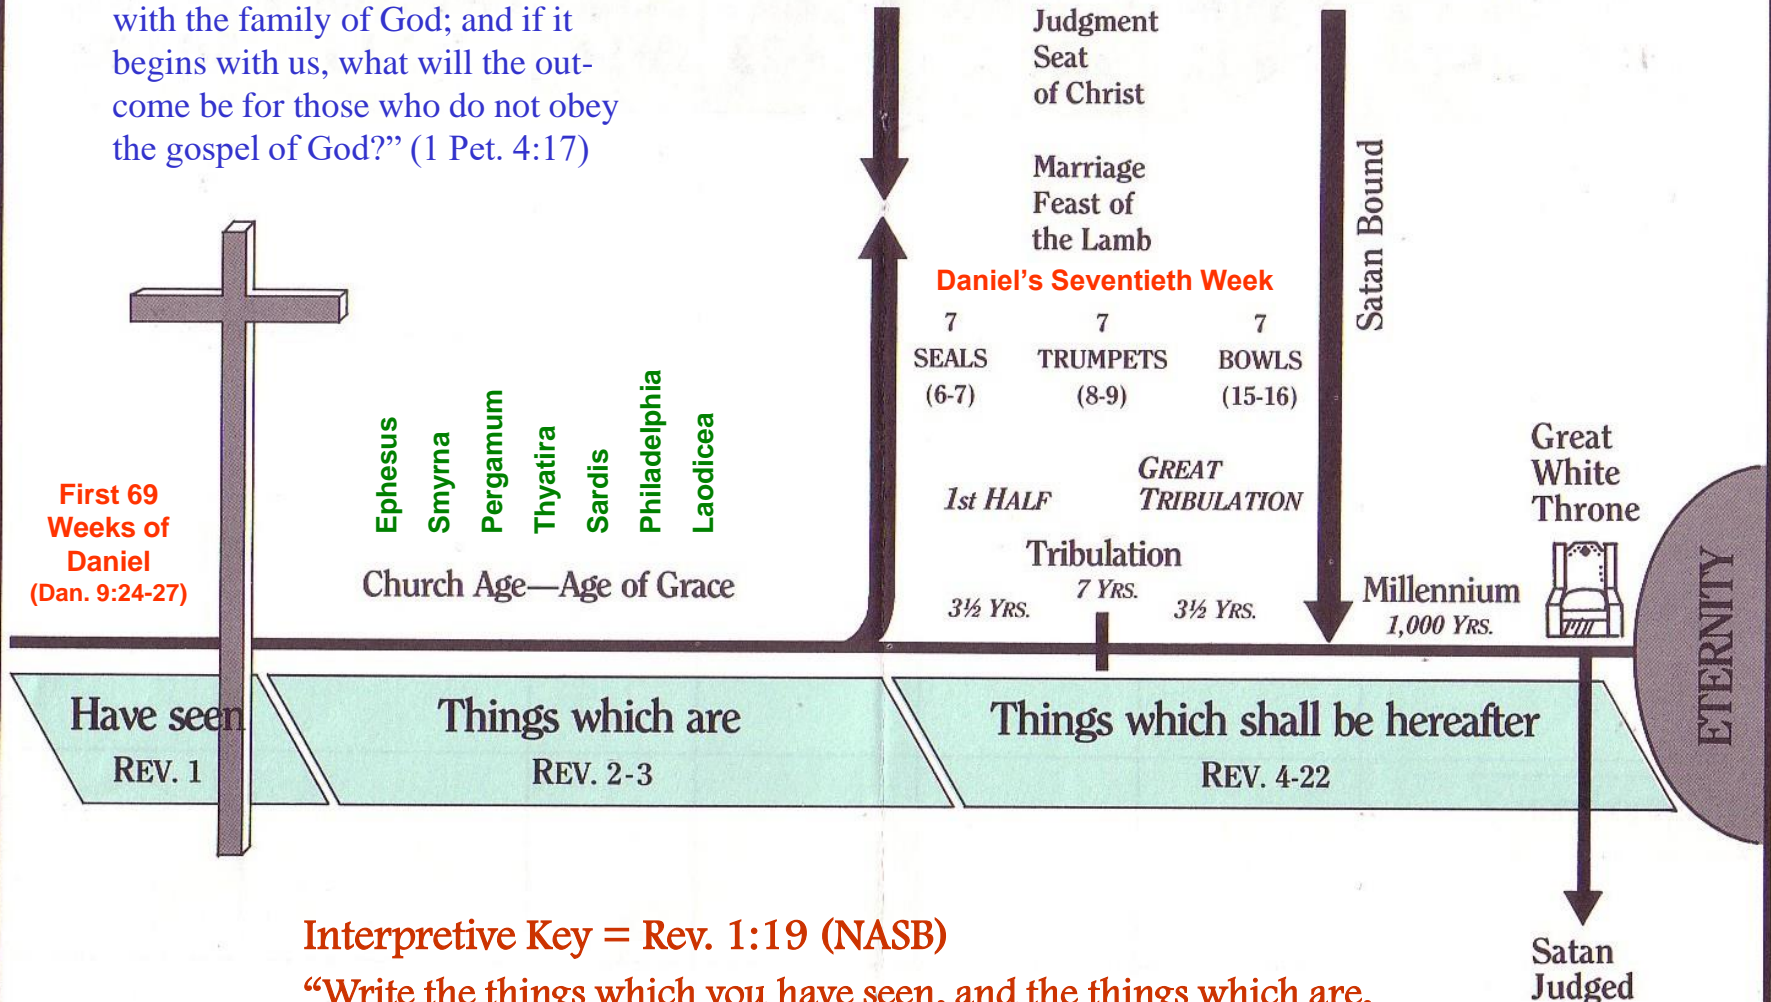 with the family of God; and if it
begins with us, what will the out-
come be for those who do not obey
the gospel of God?” (1 Pet. 4:17)
Judgment
Seat
of Christ
Marriage
Feast of
the Lamb
Satan Bound
Daniel’s Seventieth Week
7
SEALS
(6-7)
7
TRUMPETS
(8-9)
7
BOWLS
(15-16)
1st HALF
GREAT
TRIBULATION
Tribulation
7 YRS.
3½ YRS.
3½ YRS.
First 69
Weeks of
Daniel
(Dan. 9:24-27)
Ephesus
Smyrna
Pergamum
Thyatira
Sardis
Philadelphia
Laodicea
Church Age—Age of Grace
Millennium
1,000 YRS.
Great
White
Throne
ETERNITY
Have seen
REV. 1
Things which are
REV. 2-3
Things which shall be hereafter
REV. 4-22
Interpretive Key = Rev. 1:19 (NASB)
“Write the things which you have seen, and the things which are,
Satan
Judged